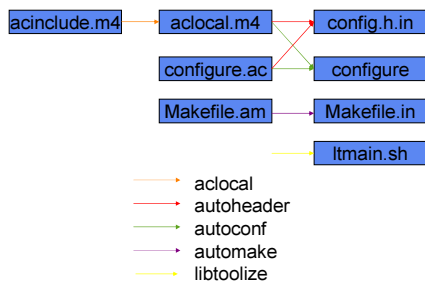 acinclude.m4 aclocal.m4 config.h.in
configure.ac configure
Makefile.am Makefile.in
ltmain.sh
aclocal
autoheader
autoconf
automake
libtoolize